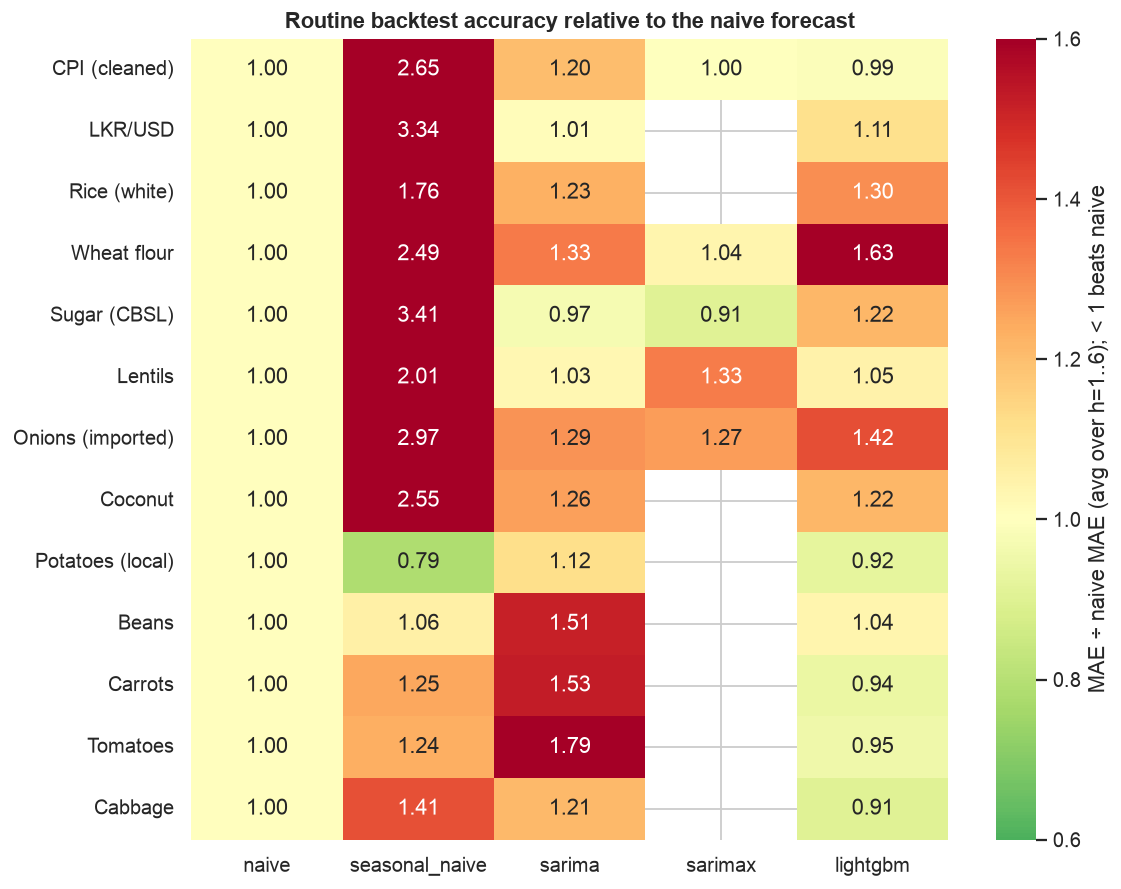 Routine backtest accuracy relative to the naive forecast
CPI (cleaned) 1.00 2.65 1.20 1.00 0.99
LKR/USD 1.00 3.34 1.01 1.11
Rice (white) 1.00 1.76 1.23 1.30
Wheat flour 1.00 2.49 1.33 1.04 1.63
Sugar (CBSL) 1.00 3.41 0.97 0.91 1.22
Lentils 1.00 2.01 1.03 1.33 1.05
Onions (imported) 1.00 2.97 1.29 1.27 1.42
Coconut 1.00 2.55 1.26 1.22
Potatoes (local) 1.00 0.79 1.12 0.92
Beans 1.00 1.06 1.51 1.04
Carrots 1.00 1.25 1.53 0.94
Tomatoes 1.00 1.24 1.79 0.95
Cabbage 1.00 1.41 1.21 0.91
naive seasonal_naive sarima sarimax lightgbm
1.6
1.4
1.2
1.0
0.8
0.6
MAE ÷ naive MAE (avg over h=1..6); < 1 beats naive